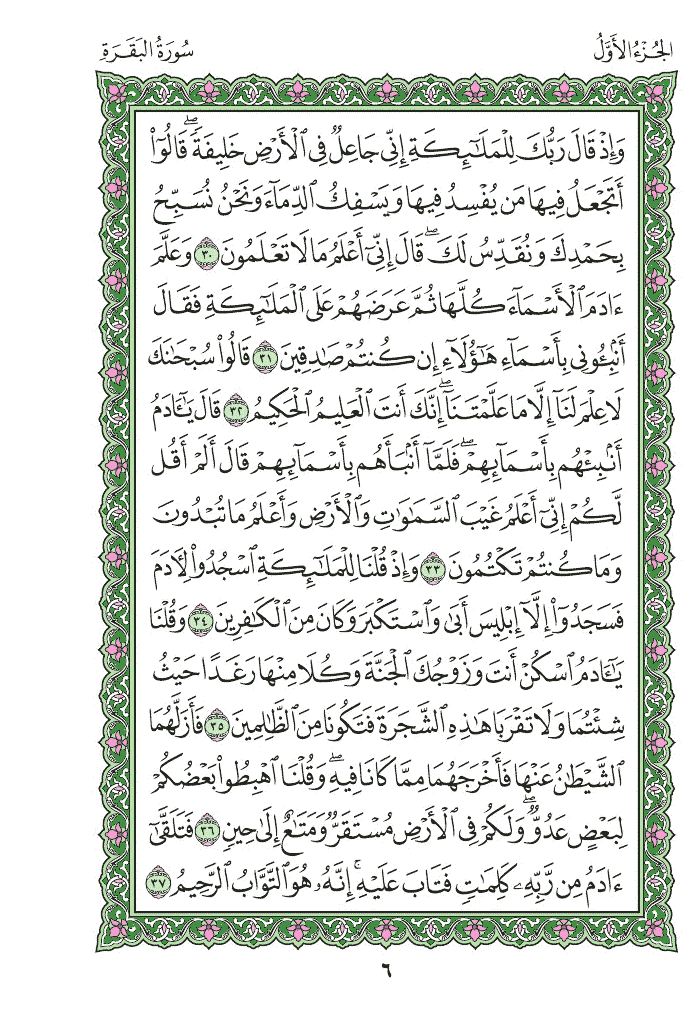 الجُزْءُ الأَوَّلُ
سُورَةُ البَقَرَةِ
وَإِذۡ قَالَ رَبُّكَ لِلۡمَلَٰٓئِكَةِ إِنِّي جَاعِلٞ فِي ٱلۡأَرۡضِ خَلِيفَةٗۖ قَالُوٓاْ
أَتَجۡعَلُ فِيهَا مَن يُفۡسِدُ فِيهَا وَيَسۡفِكُ ٱلدِّمَآءَ وَنَحۡنُ نُسَبِّحُ
بِحَمۡدِكَ وَنُقَدِّسُ لَكَۖ قَالَ إِنِّيٓ أَعۡلَمُ مَا لَا تَعۡلَمُونَ ٣٠ وَعَلَّمَ
ءَادَمَ ٱلۡأَسۡمَآءَ كُلَّهَا ثُمَّ عَرَضَهُمۡ عَلَى ٱلۡمَلَٰٓئِكَةِ فَقَالَ
أَنۢبِـُٔونِي بِأَسۡمَآءِ هَٰٓؤُلَآءِ إِن كُنتُمۡ صَٰدِقِينَ ٣١ قَالُواْ سُبۡحَٰنَكَ
لَا عِلۡمَ لَنَآ إِلَّا مَا عَلَّمۡتَنَآۖ إِنَّكَ أَنتَ ٱلۡعَلِيمُ ٱلۡحَكِيمُ ٣٢ قَالَ يَٰٓـَٔادَمُ
أَنۢبِئۡهُم بِأَسۡمَآئِهِمۡۖ فَلَمَّآ أَنۢبَأَهُم بِأَسۡمَآئِهِمۡ قَالَ أَلَمۡ أَقُل
لَّكُمۡ إِنِّيٓ أَعۡلَمُ غَيۡبَ ٱلسَّمَٰوَٰتِ وَٱلۡأَرۡضِ وَأَعۡلَمُ مَا تُبۡدُونَ
وَمَا كُنتُمۡ تَكۡتُمُونَ ٣٣ وَإِذۡ قُلۡنَا لِلۡمَلَٰٓئِكَةِ ٱسۡجُدُواْ لِأٓدَمَ
فَسَجَدُوٓاْ إِلَّآ إِبۡلِيسَ أَبَىٰ وَٱسۡتَكۡبَرَ وَكَانَ مِنَ ٱلۡكَٰفِرِينَ ٣٤ وَقُلۡنَا
يَٰٓـَٔادَمُ ٱسۡكُنۡ أَنتَ وَزَوۡجُكَ ٱلۡجَنَّةَ وَكُلَا مِنۡهَا رَغَدًا حَيۡثُ
شِئۡتُمَا وَلَا تَقۡرَبَا هَٰذِهِ ٱلشَّجَرَةَ فَتَكُونَا مِنَ ٱلظَّٰلِمِينَ ٣٥ فَأَزَلَّهُمَا
ٱلشَّيۡطَٰنُ عَنۡهَا فَأَخۡرَجَهُمَا مِمَّا كَانَا فِيهِۖ وَقُلۡنَا ٱهۡبِطُواْ بَعۡضُكُمۡ
لِبَعۡضٍ عَدُوّٞۖ وَلَكُمۡ فِي ٱلۡأَرۡضِ مُسۡتَقَرّٞ وَمَتَٰعٌ إِلَىٰ حِينٖ ٣٦ فَتَلَقَّىٰٓ
ءَادَمُ مِن رَّبِّهِۦ كَلِمَٰتٖ فَتَابَ عَلَيۡهِۚ إِنَّهُۥ هُوَ ٱلتَّوَّابُ ٱلرَّحِيمُ ٣٧
٦